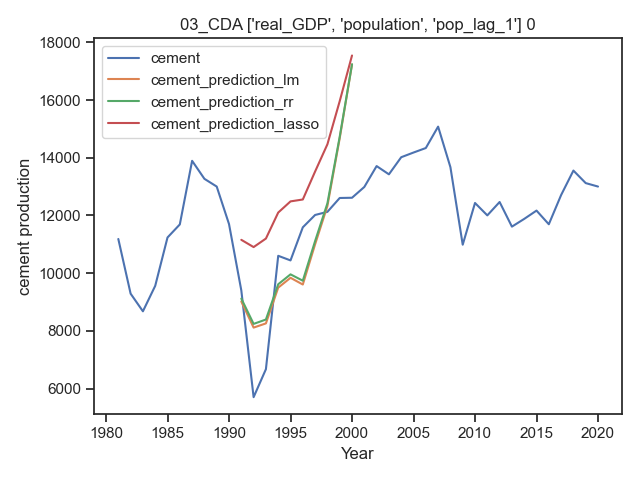 03_CDA ['real_GDP', 'population', 'pop_lag_1'] 0
18000
16000
14000
12000
10000
8000
6000
cement production
cement
cement_prediction_lm
cement_prediction_rr
cement_prediction_lasso
1980 1985 1990 1995 2000 2005 2010 2015 2020
Year